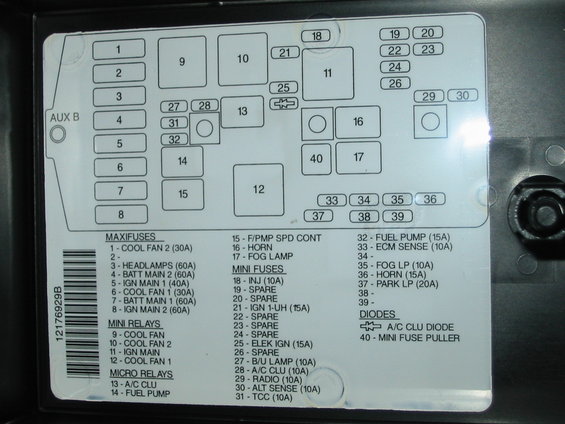 18
19 20
1
9
10
21
22 23
2
11
24
3
25
26
27 28
29 30
AUX B
4
31
13
16
5
32
6
14
40
17
7
15
12
33 34 35 36
8
37 38 39
12176929B
MAXIFUSES
1 - COOL FAN 2 (30A)
2 -
3 - HEADLAMPS (60A)
4 - BATT MAIN 2 (60A)
5 - IGN MAIN 1 (40A)
6 - COOL FAN 1 (30A)
7 - BATT MAIN 1 (60A)
8 - IGN MAIN 2 (60A)
MINI RELAYS
9 - COOL FAN
10 - COOL FAN 2
11 - IGN MAIN
12 - COOL FAN 1
MICRO RELAYS
13 - A/C CLU
14 - FUEL PUMP
15 - F/PMP SPD CONT
16 - HORN
17 - FOG LAMP
MINI FUSES
18 - INJ (10A)
19 - SPARE
20 - SPARE
21 - IGN 1-UH (15A)
22 - SPARE
23 - SPARE
24 - SPARE
25 - ELEK IGN (15A)
26 - SPARE
27 - B/U LAMP (10A)
28 - A/C CLU (10A)
29 - RADIO (10A)
30 - ALT SENSE (10A)
31 - TCC (10A)
32 - FUEL PUMP (15A)
33 - ECM SENSE (10A)
34 -
35 - FOG LP (10A)
36 - HORN (15A)
37 - PARK LP (20A)
38 -
39 -
DIODES
A/C CLU DIODE
40 - MINI FUSE PULLER